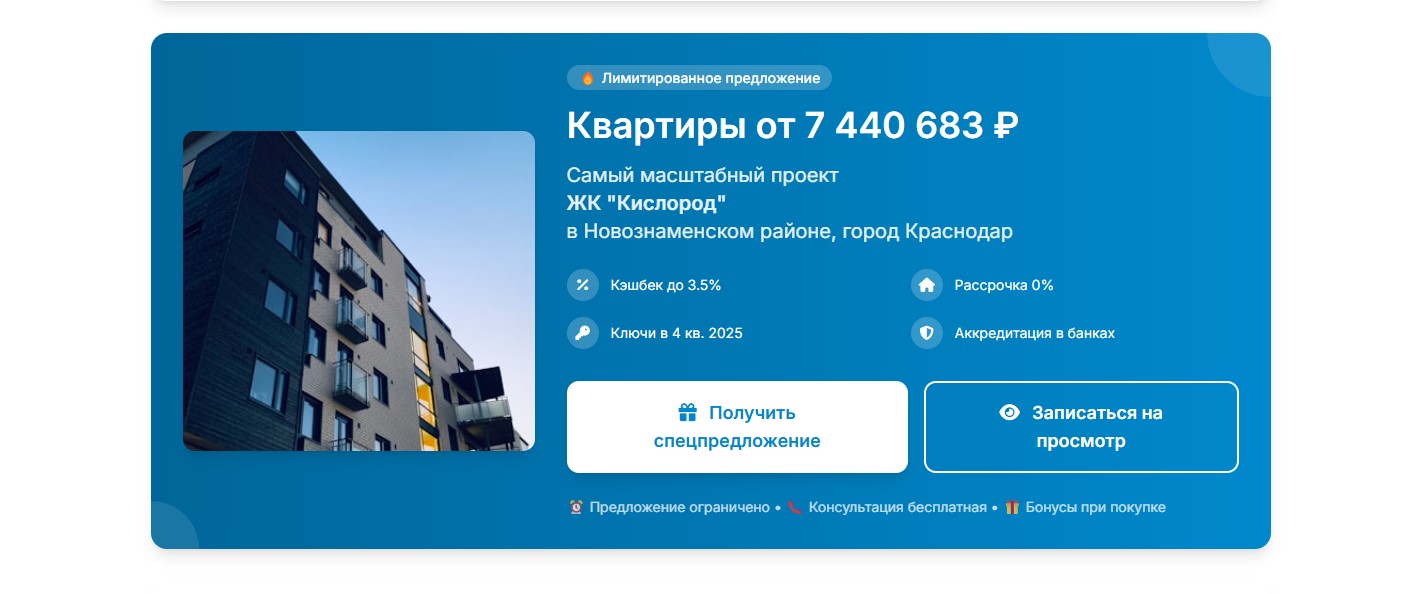 Лимитированное предложение
Квартиры от 7 440 683 ₽
Самый масштабный проект
ЖК "Кислород"
в Новознаменском районе, город Краснодар
Кэшбек до 3.5%
Рассрочка 0%
Ключи в 4 кв. 2025
Аккредитация в банках
Получить
спецпредложение
Записаться на
просмотр
Предложение ограничено • Консультация бесплатная • Бонусы при покупке